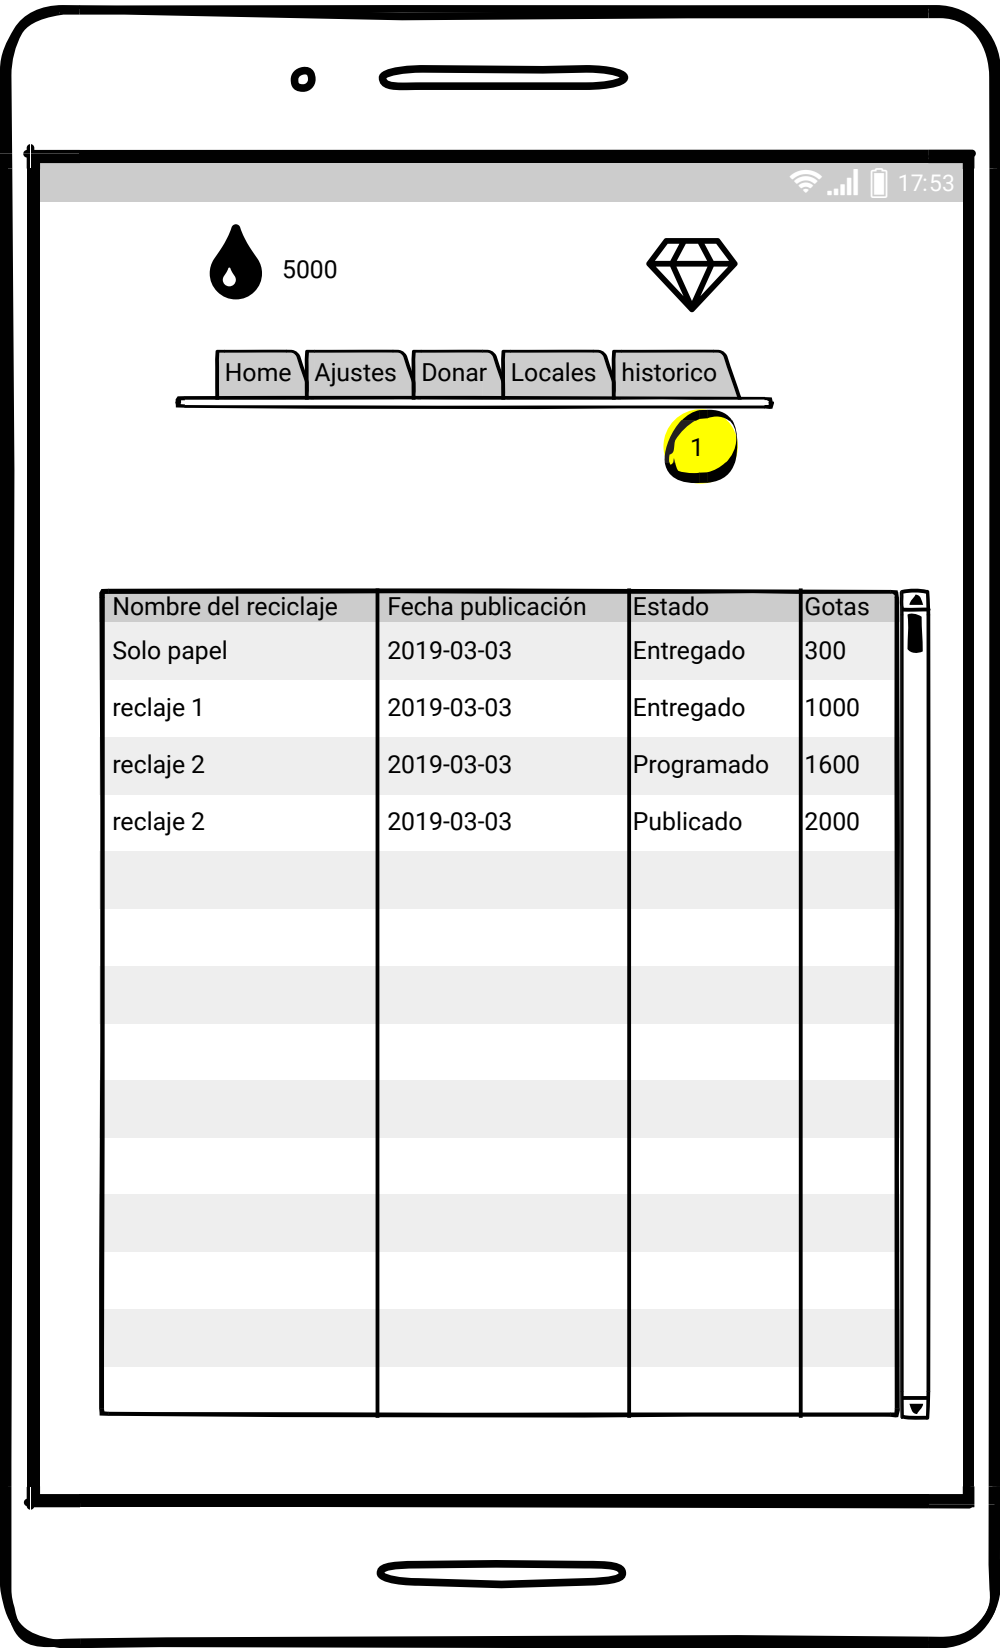 17:53
5000
Home Ajustes Donar Locales historico
1
Nombre del reciclaje Fecha publicación Estado Gotas
Solo papel 2019-03-03 Entregado 300
reclaje 1 2019-03-03 Entregado 1000
reclaje 2 2019-03-03 Programado 1600
reclaje 2 2019-03-03 Publicado 2000